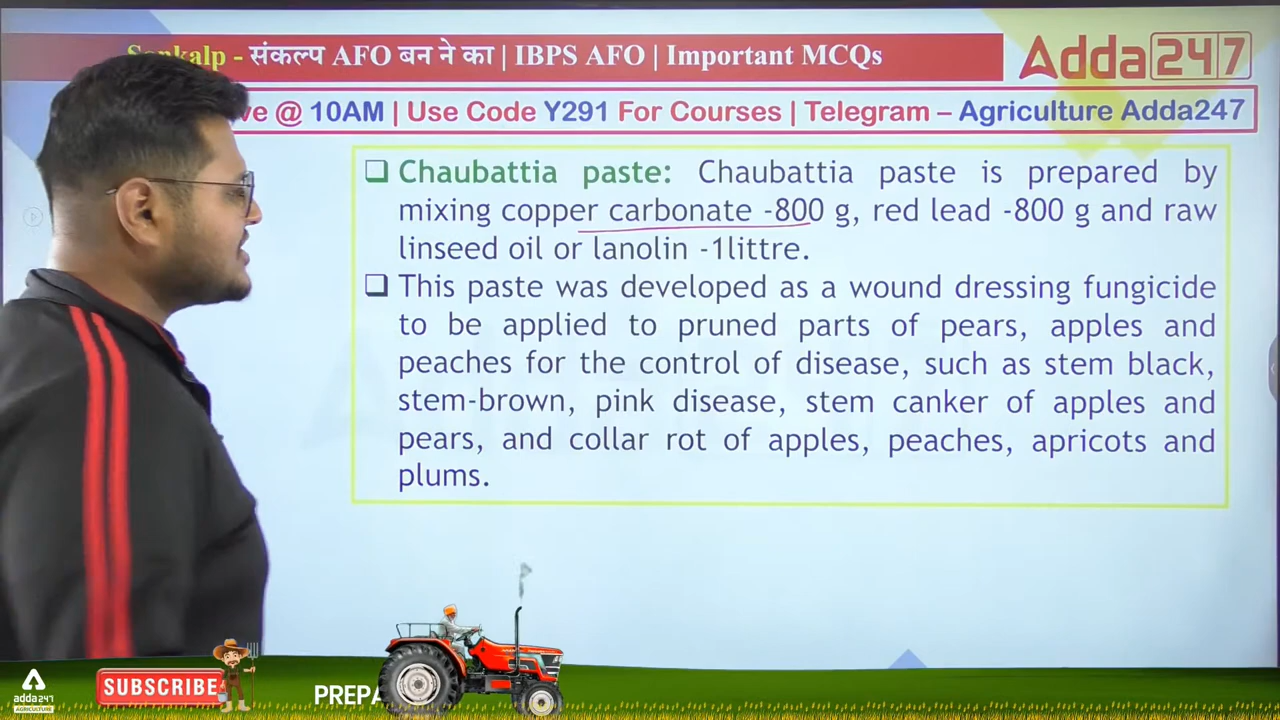 - संकल्प AFO बन ने का | IBPS AFO | Important MCQs
Adda247
@ 10AM | Use Code Y291 For Courses | Telegram – Agriculture Adda247
❑ Chaubattia paste: Chaubattia paste is prepared by
mixing copper carbonate -800 g, red lead -800 g and raw
linseed oil or lanolin -1littre.
❑ This paste was developed as a wound dressing fungicide
to be applied to pruned parts of pears, apples and
peaches for the control of disease, such as stem black,
stem-brown, pink disease, stem canker of apples and
pears, and collar rot of apples, peaches, apricots and
plums.
adda247
AGRICULTURE
SUBSCRIBE